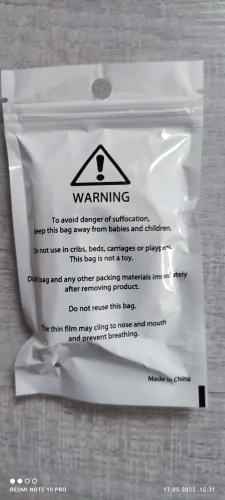 WARNING
To avoid danger of suffocation,
keep this bag away from babies and children.
Do not use in cribs, beds, carriages or playpens.
This bag is not a toy.
bag and any other packing materials immediately
after removing product.
Do not reuse this bag.
The thin film may cling to nose and mouth
and prevent breathing.
Made in China
REDMI NOTE 10 PRO
17.05.2022 15:31